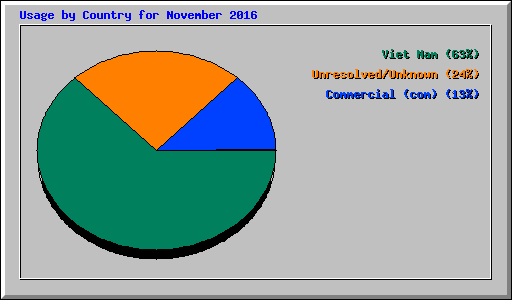 Usage by Country for November 2016
Viet Nam (63%)
Unresolved/Unknown (24%)
Commercial (com) (13%)